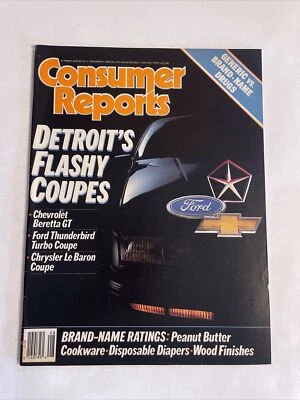 Consumer
Reports
GENERIC VS.
BRAND-NAME
DRUGS
DETROIT'S
FLASHY
COUPES
· Chevrolet
Beretta GT
· Ford Thunderbird
Turbo Coupe
· Chrysler Le Baron
Coupe
Ford
BRAND-NAME RATINGS: Peanut Butter
Cookware · Disposable Diapers · Wood Finishes